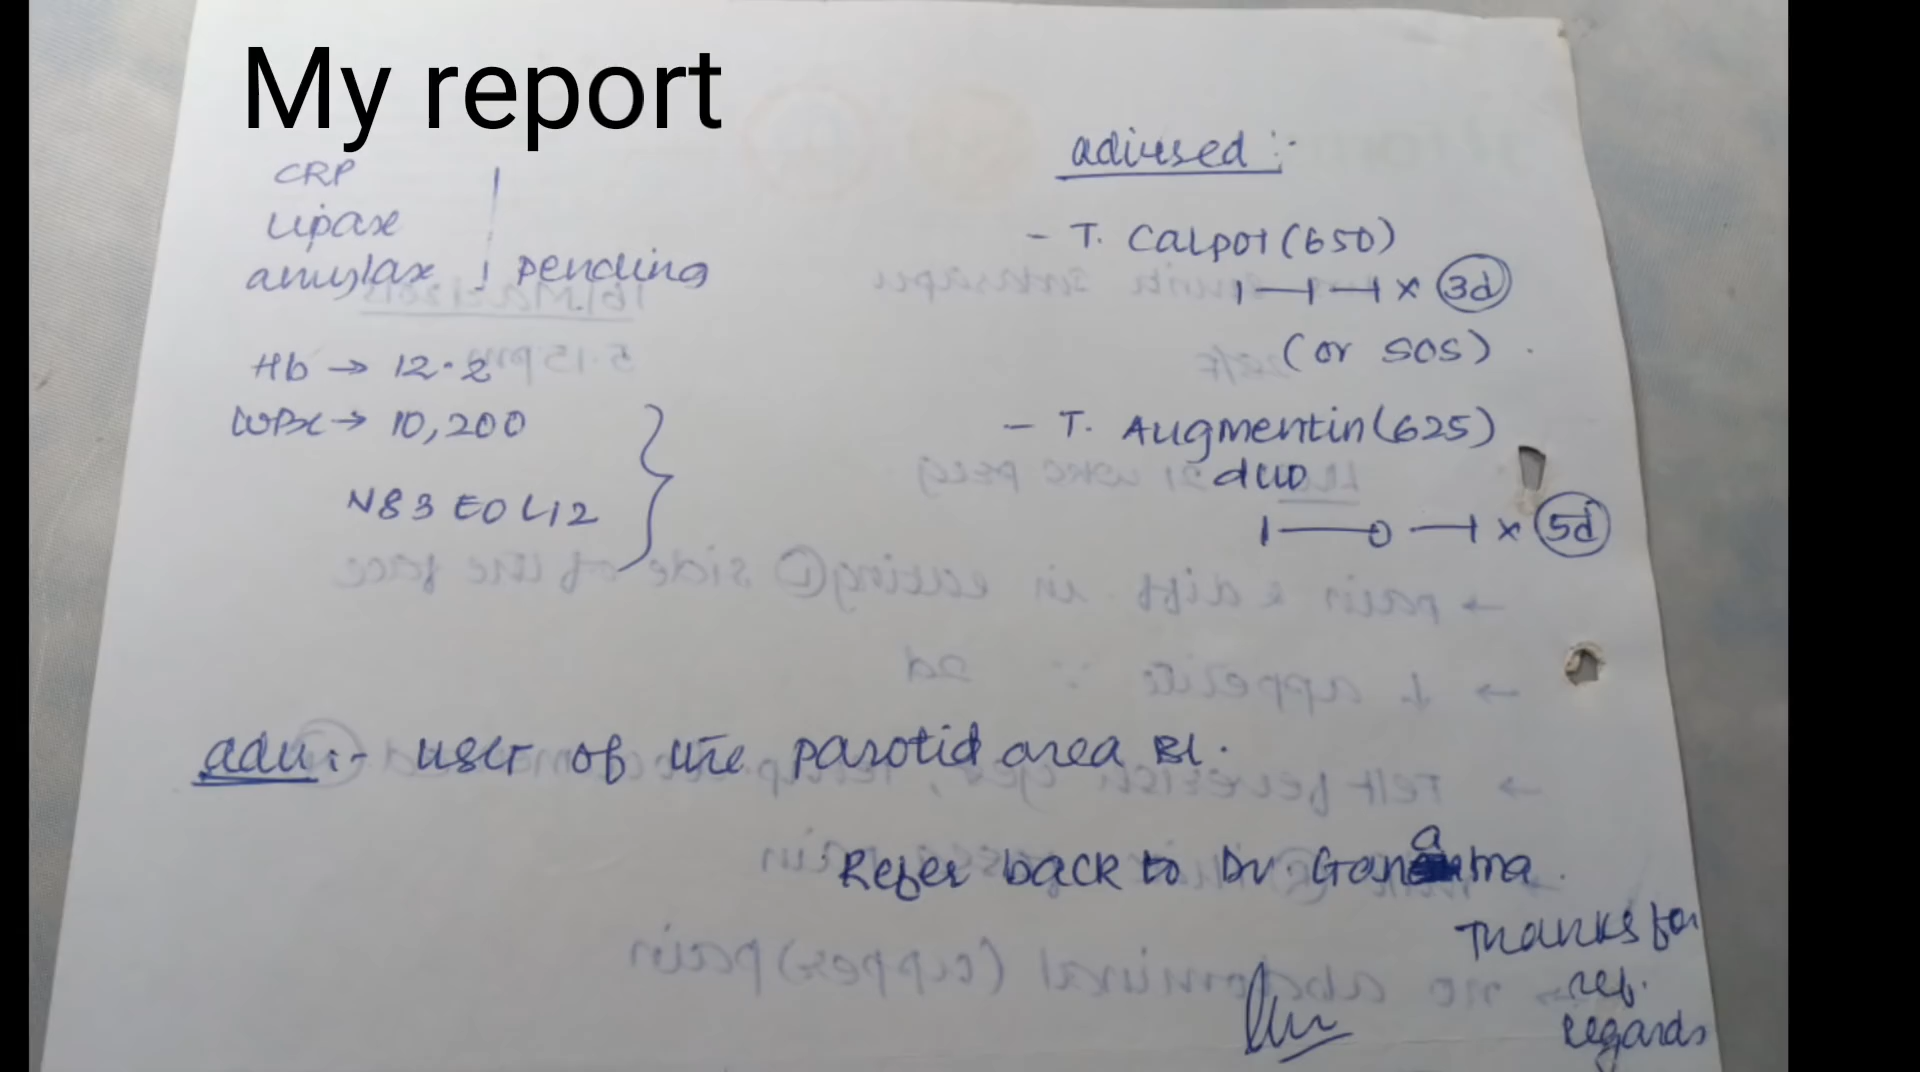 My report
CRP
Lipase
amylase | pending
Hb → 12.2
WBC → 10,200
N83 E0 L12
advised :-
- T. Calpol (650)
1—1—1 x 3d
(or SOS).
- T. Augmentin (625)
duo
1—0—1 x 5d
adv:- USG of the parotid area BL.
Refer back to Dr.
Thanks for
ref.
regards